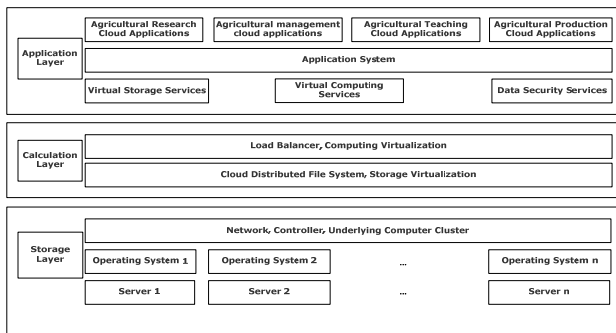 Agricultural Research Cloud Applications
Agricultural management cloud applications
Agricultural Teaching Cloud Applications
Agricultural Production Cloud Applications
Application Layer
Application System
Virtual Storage Services
Virtual Computing Services
Data Security Services
Calculation Layer
Load Balancer, Computing Virtualization
Cloud Distributed File System, Storage Virtualization
Storage Layer
Network, Controller, Underlying Computer Cluster
Operating System 1
Operating System 2
...
Operating System n
Server 1
Server 2
...
Server n